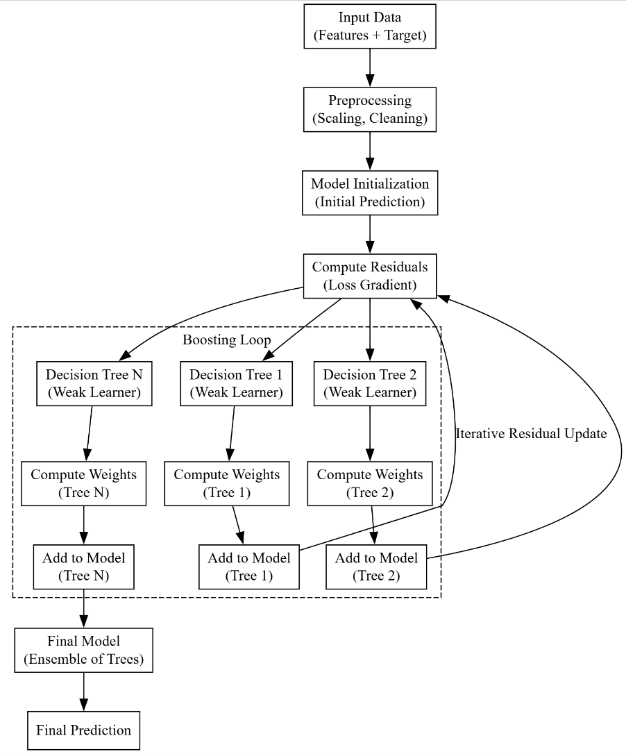 Input Data
(Features + Target)
Preprocessing
(Scaling, Cleaning)
Model Initialization
(Initial Prediction)
Compute Residuals
(Loss Gradient)
Boosting Loop
Decision Tree N
(Weak Learner)
Decision Tree 1
(Weak Learner)
Decision Tree 2
(Weak Learner)
Iterative Residual Update
Compute Weights
(Tree N)
Compute Weights
(Tree 1)
Compute Weights
(Tree 2)
Add to Model
(Tree N)
Add to Model
(Tree 1)
Add to Model
(Tree 2)
Final Model
(Ensemble of Trees)
Final Prediction